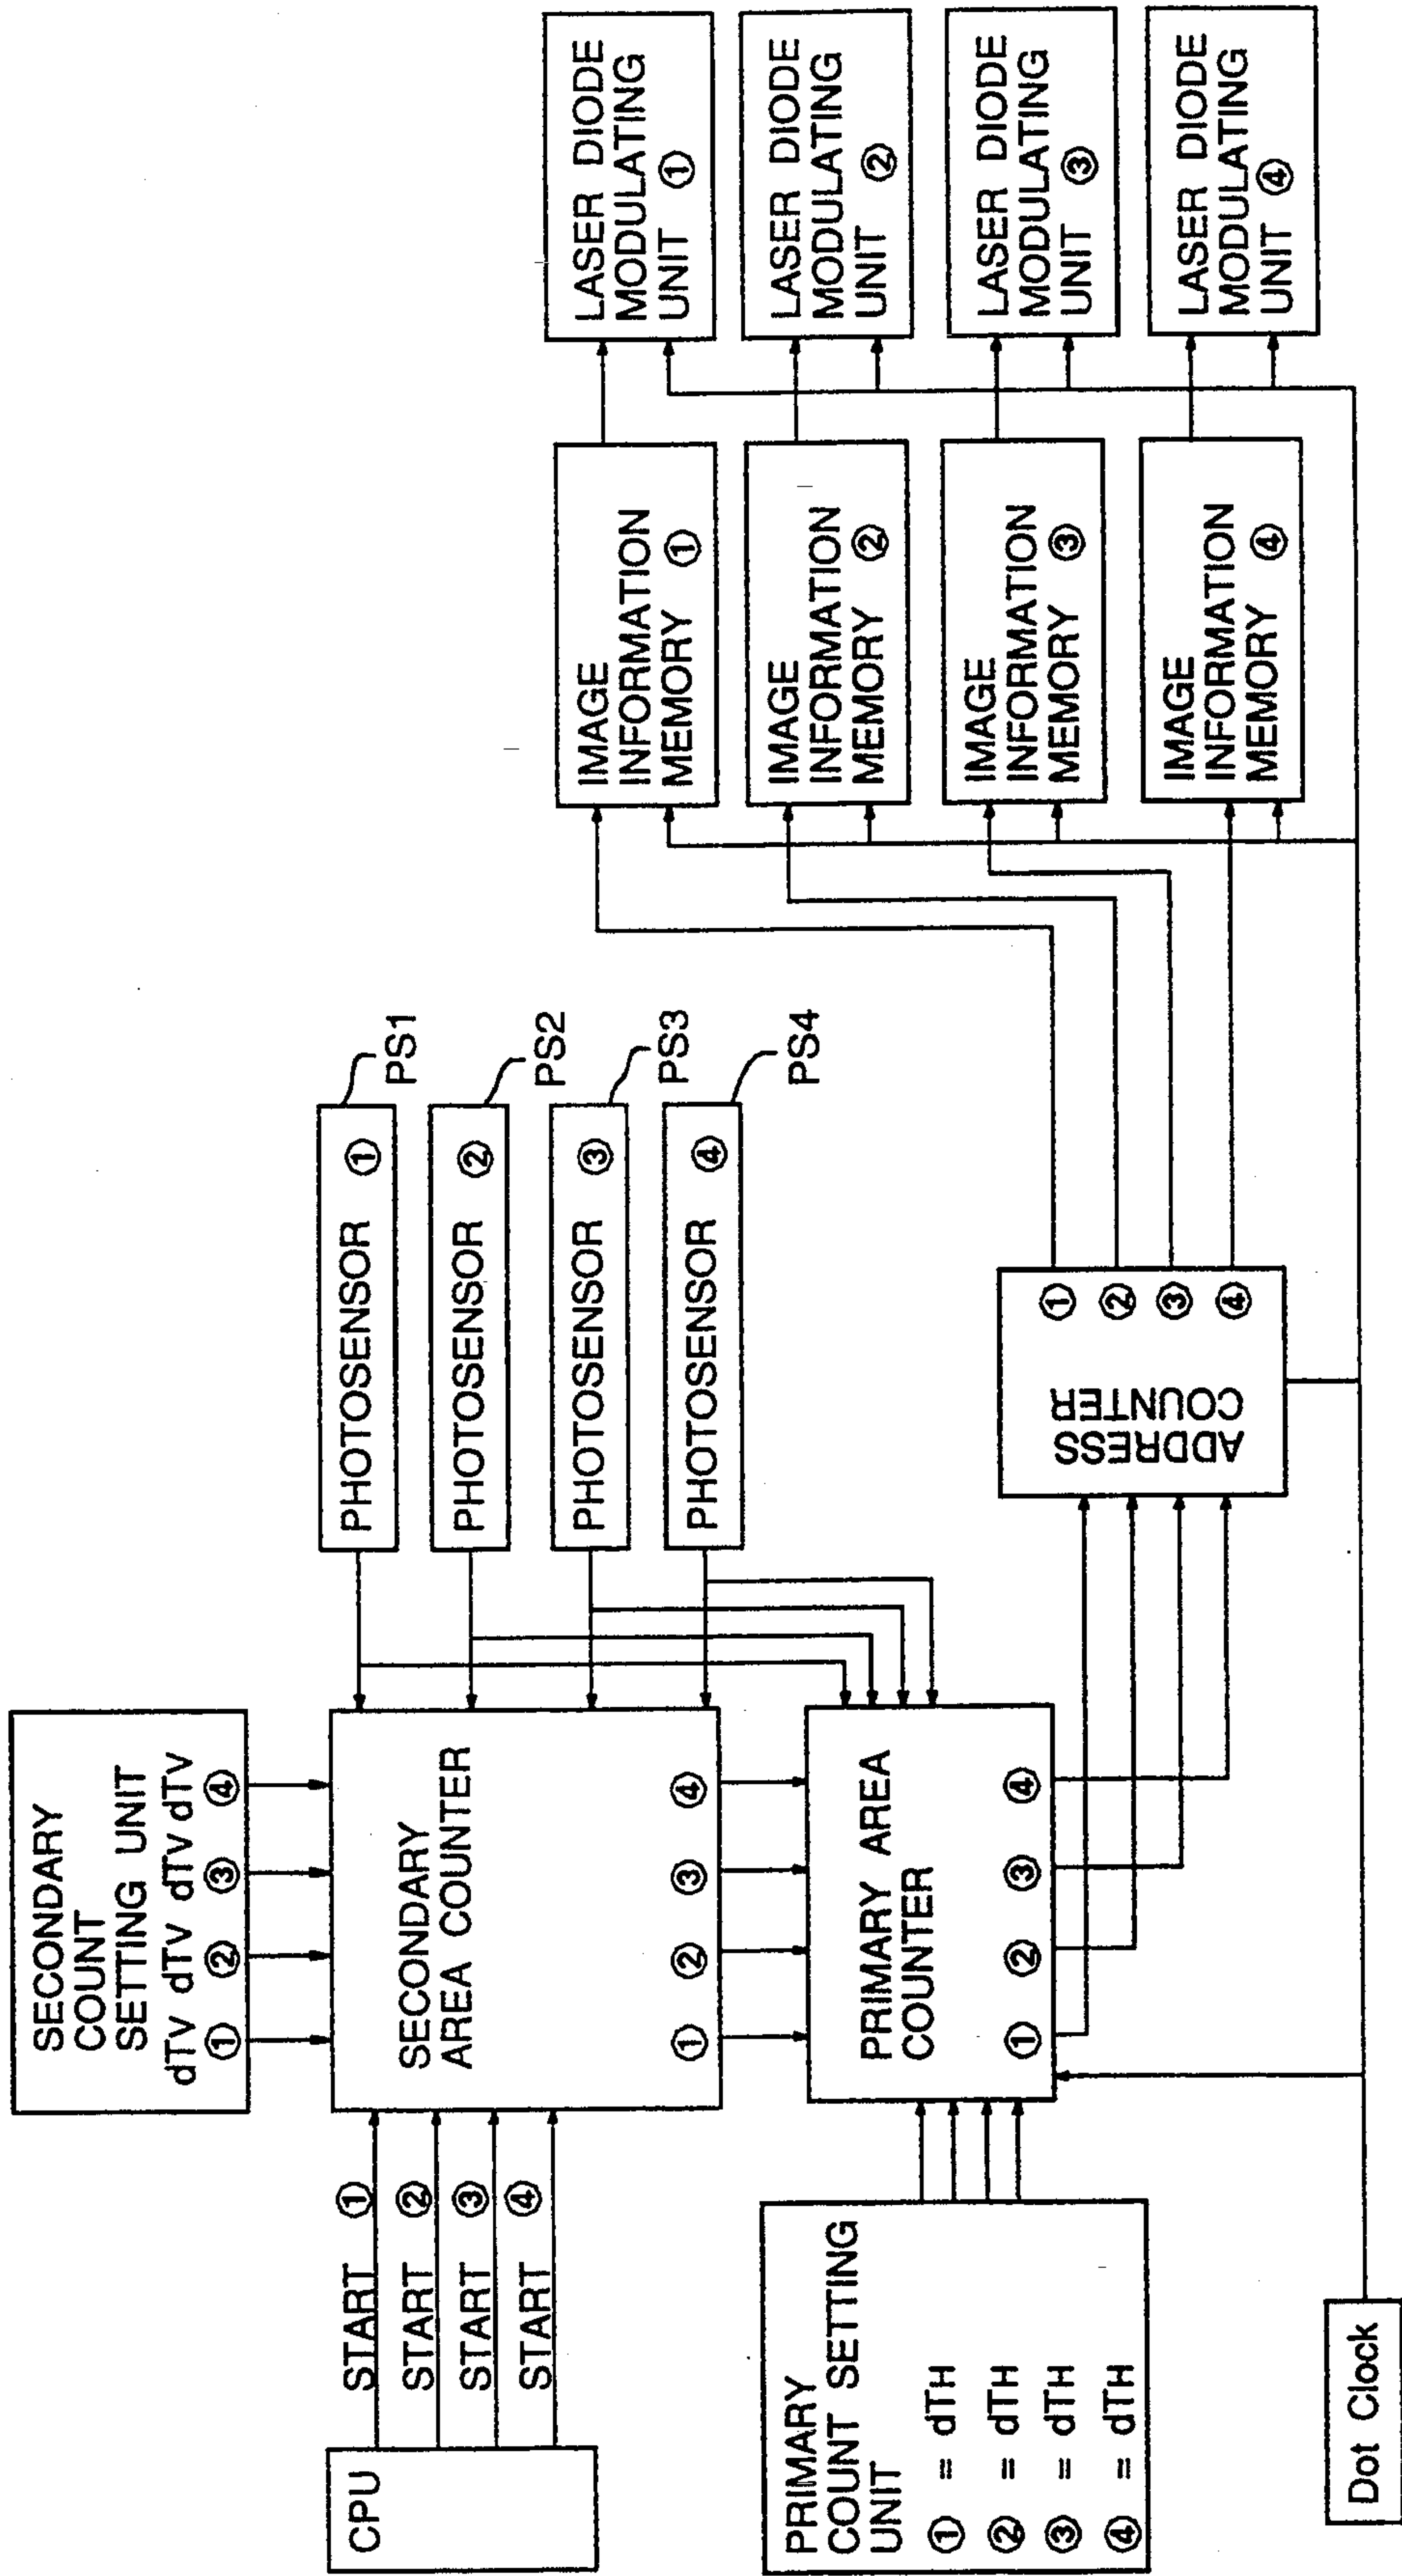 SECONDARY
COUNT
SETTING UNIT
dTV dTV dTV dTV
① ② ③ ④
CPU
START ①
START ②
START ③
START ④
SECONDARY
AREA COUNTER
① ② ③ ④
PHOTOSENSOR ①
PS1
PHOTOSENSOR ②
PS2
PHOTOSENSOR ③
PS3
PHOTOSENSOR ④
PS4
PRIMARY
COUNT SETTING
UNIT
① = dTH
② = dTH
③ = dTH
④ = dTH
PRIMARY AREA
COUNTER
① ② ③ ④
ADDRESS
COUNTER
①
②
③
④
IMAGE
INFORMATION
MEMORY ①
IMAGE
INFORMATION
MEMORY ②
IMAGE
INFORMATION
MEMORY ③
IMAGE
INFORMATION
MEMORY ④
LASER DIODE
MODULATING
UNIT ①
LASER DIODE
MODULATING
UNIT ②
LASER DIODE
MODULATING
UNIT ③
LASER DIODE
MODULATING
UNIT ④
Dot Clock